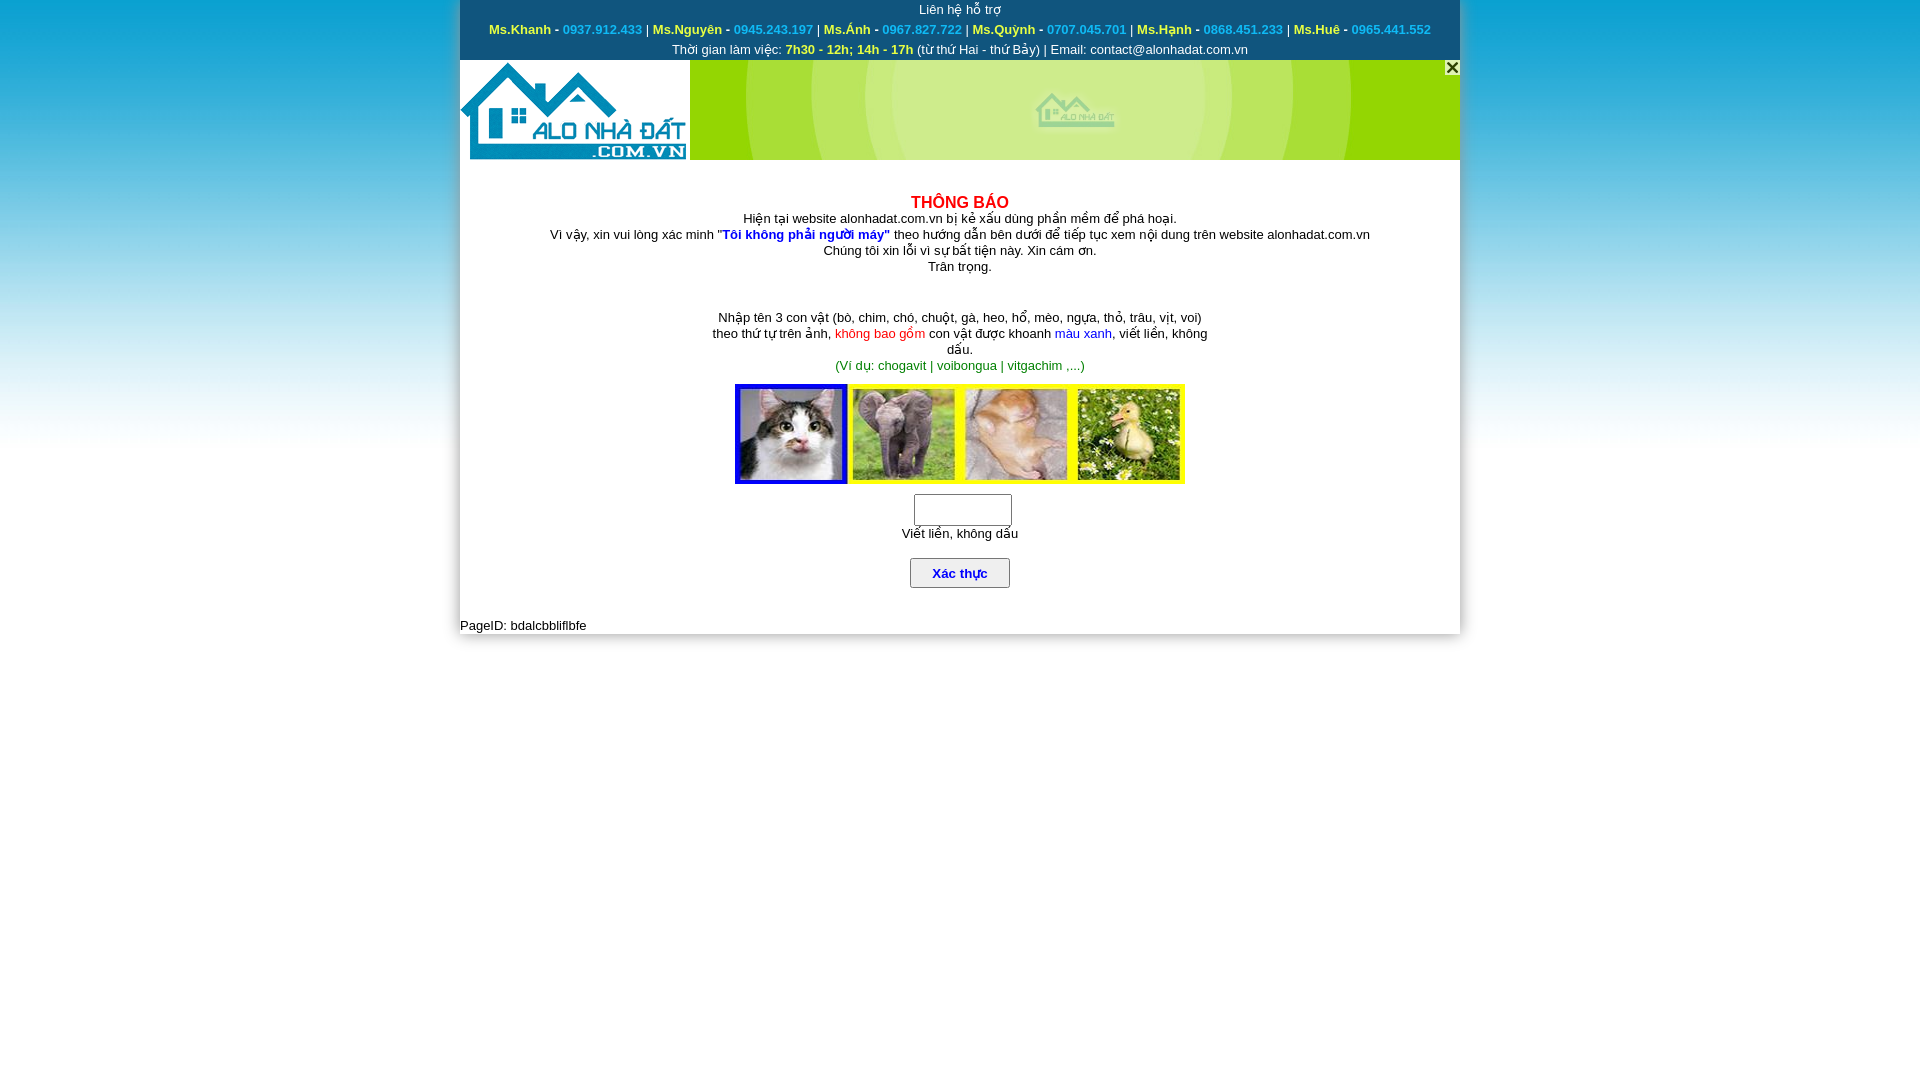 Liên hệ hỗ trợ
Ms.Khanh - 0937.912.433 | Ms.Nguyên - 0945.243.197 | Ms.Ánh - 0967.827.722 | Ms.Quỳnh - 0707.045.701 | Ms.Hạnh - 0868.451.233 | Ms.Huê - 0965.441.552
Thời gian làm việc: 7h30 - 12h; 14h - 17h (từ thứ Hai - thứ Bảy) | Email: contact@alonhadat.com.vn
ALO NHÀ ĐẤT
.COM.VN
ALO NHÀ ĐẤT
THÔNG BÁO
Hiện tại website alonhadat.com.vn bị kẻ xấu dùng phần mềm để phá hoại.
Vì vậy, xin vui lòng xác minh "Tôi không phải người máy" theo hướng dẫn bên dưới để tiếp tục xem nội dung trên website alonhadat.com.vn
Chúng tôi xin lỗi vì sự bất tiện này. Xin cám ơn.
Trân trọng.
Nhập tên 3 con vật (bò, chim, chó, chuột, gà, heo, hổ, mèo, ngựa, thỏ, trâu, vịt, voi)
theo thứ tự trên ảnh, không bao gồm con vật được khoanh màu xanh, viết liền, không
dấu.
(Ví dụ: chogavit | voibongua | vitgachim ,...)
Viết liền, không dấu
Xác thực
PageID: bdalcbbliflbfe